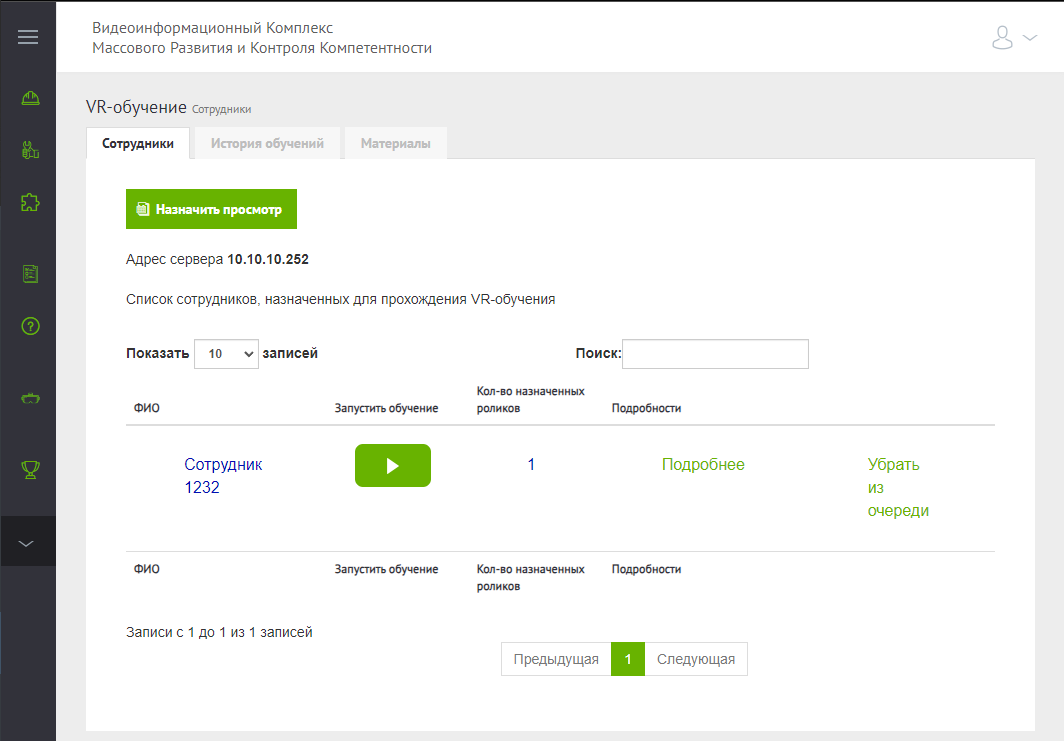 Видеоинформационный Комплекс
Массового Развития и Контроля Компетентности
VR-обучение Сотрудники
Сотрудники История обучений Материалы
Назначить просмотр
Адрес сервера 10.10.10.252
Список сотрудников, назначенных для прохождения VR-обучения
Показать 10 записей Поиск:
ФИО Запустить обучение Кол-во назначенных роликов Подробности
Сотрудник 1232 1 Подробнее Убрать из очереди
ФИО Запустить обучение Кол-во назначенных роликов Подробности
Записи с 1 до 1 из 1 записей
Предыдущая 1 Следующая